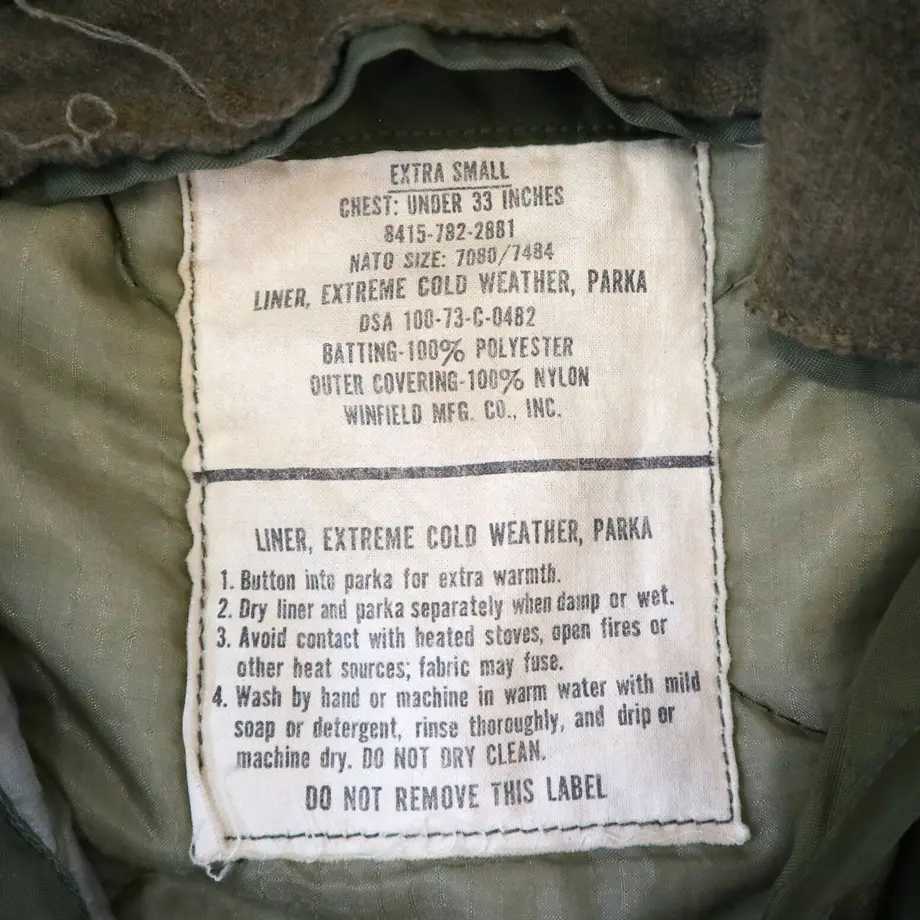 EXTRA SMALL
CHEST: UNDER 33 INCHES
8415-782-2881
NATO SIZE: 7080/7484
LINER, EXTREME COLD WEATHER, PARKA
DSA 100-73-C-0482
BATTING-100% POLYESTER
OUTER COVERING-100% NYLON
WINFIELD MFG. CO., INC.
LINER, EXTREME COLD WEATHER, PARKA
1. Button into parka for extra warmth.
2. Dry liner and parka separately when damp or wet.
3. Avoid contact with heated stoves, open fires or
other heat sources; fabric may fuse.
4. Wash by hand or machine in warm water with mild
soap or detergent, rinse thoroughly, and drip or
machine dry. DO NOT DRY CLEAN.
DO NOT REMOVE THIS LABEL